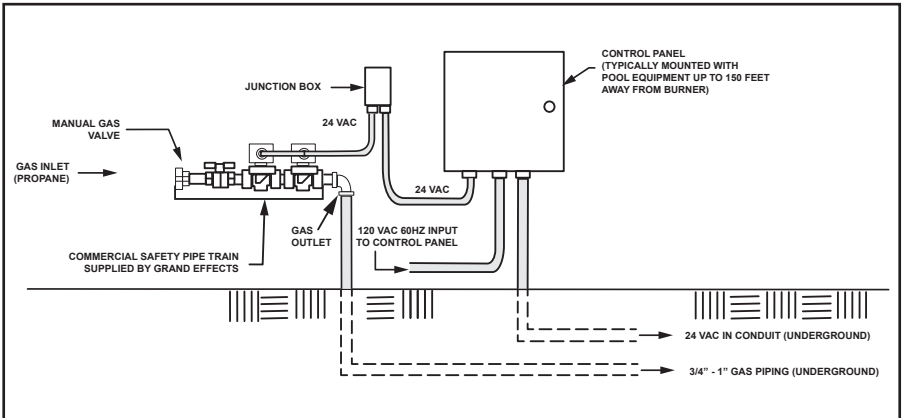 CONTROL PANEL
(TYPICALLY MOUNTED WITH
POOL EQUIPMENT UP TO 150 FEET
AWAY FROM BURNER)
JUNCTION BOX
24 VAC
MANUAL GAS
VALVE
GAS INLET
(PROPANE)
24 VAC
GAS
OUTLET
120 VAC 60HZ INPUT
TO CONTROL PANEL
COMMERCIAL SAFETY PIPE TRAIN
SUPPLIED BY GRAND EFFECTS
24 VAC IN CONDUIT (UNDERGROUND)
3/4" - 1" GAS PIPING (UNDERGROUND)